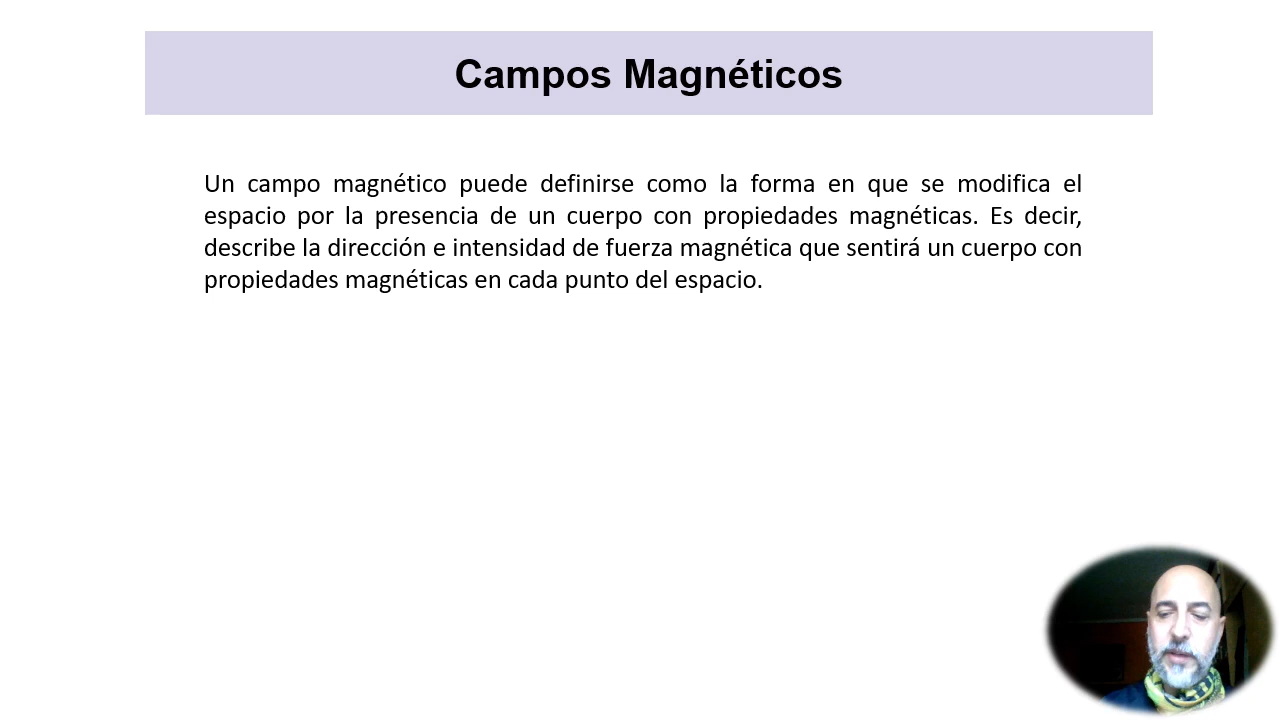 Campos Magnéticos
Un campo magnético puede definirse como la forma en que se modifica el
espacio por la presencia de un cuerpo con propiedades magnéticas. Es decir,
describe la dirección e intensidad de fuerza magnética que sentirá un cuerpo con
propiedades magnéticas en cada punto del espacio.